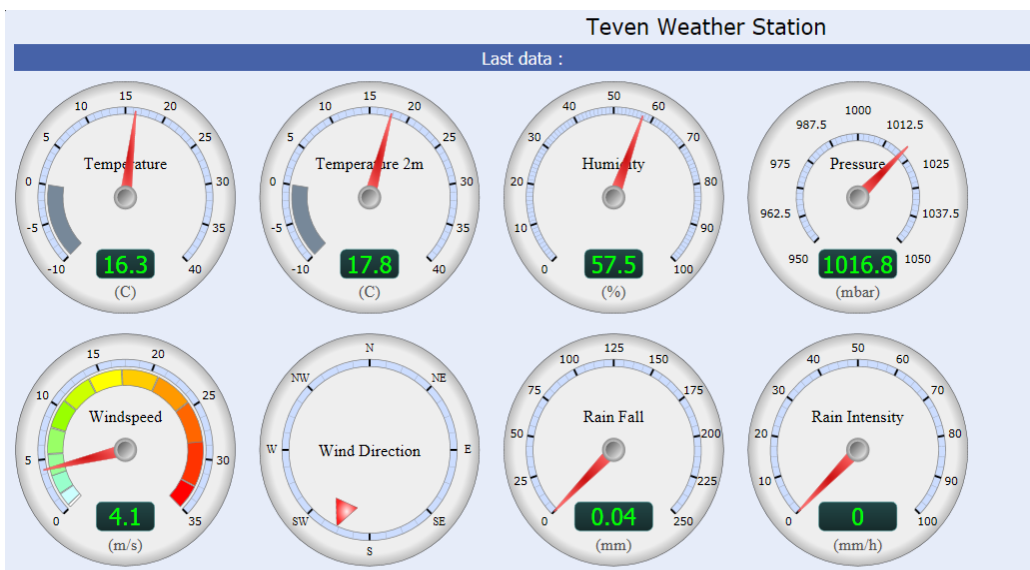 Teven Weather Station
Last data :
-10 -5 0 5 10 15 20 25 30 35 40
Temperature
16.3
(C)
-10 -5 0 5 10 15 20 25 30 35 40
Temperature 2m
17.8
(C)
0 10 20 30 40 50 60 70 80 90 100
Humidity
57.5
(%)
950 962.5 975 987.5 1000 1012.5 1025 1037.5 1050
Pressure
1016.8
(mbar)
0 5 10 15 20 25 30 35
Windspeed
4.1
(m/s)
N NE E SE S SW W NW
Wind Direction
0 25 50 75 100 125 150 175 200 225 250
Rain Fall
0.04
(mm)
0 10 20 30 40 50 60 70 80 90 100
Rain Intensity
0
(mm/h)